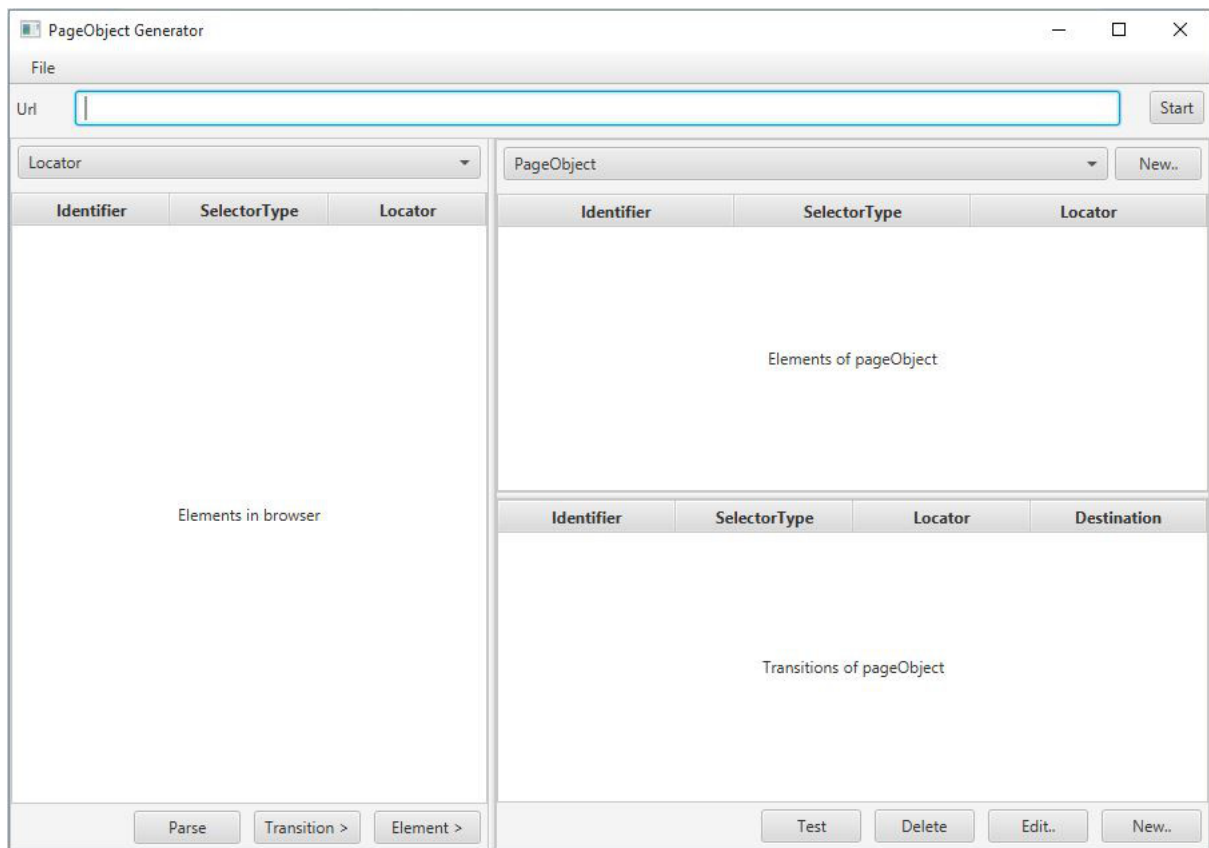 PageObject Generator
File
Url
Start
Locator
PageObject
New..
Identifier SelectorType Locator
Elements in browser
Identifier SelectorType Locator
Elements of pageObject
Identifier SelectorType Locator Destination
Transitions of pageObject
Parse Transition > Element >
Test Delete Edit.. New..